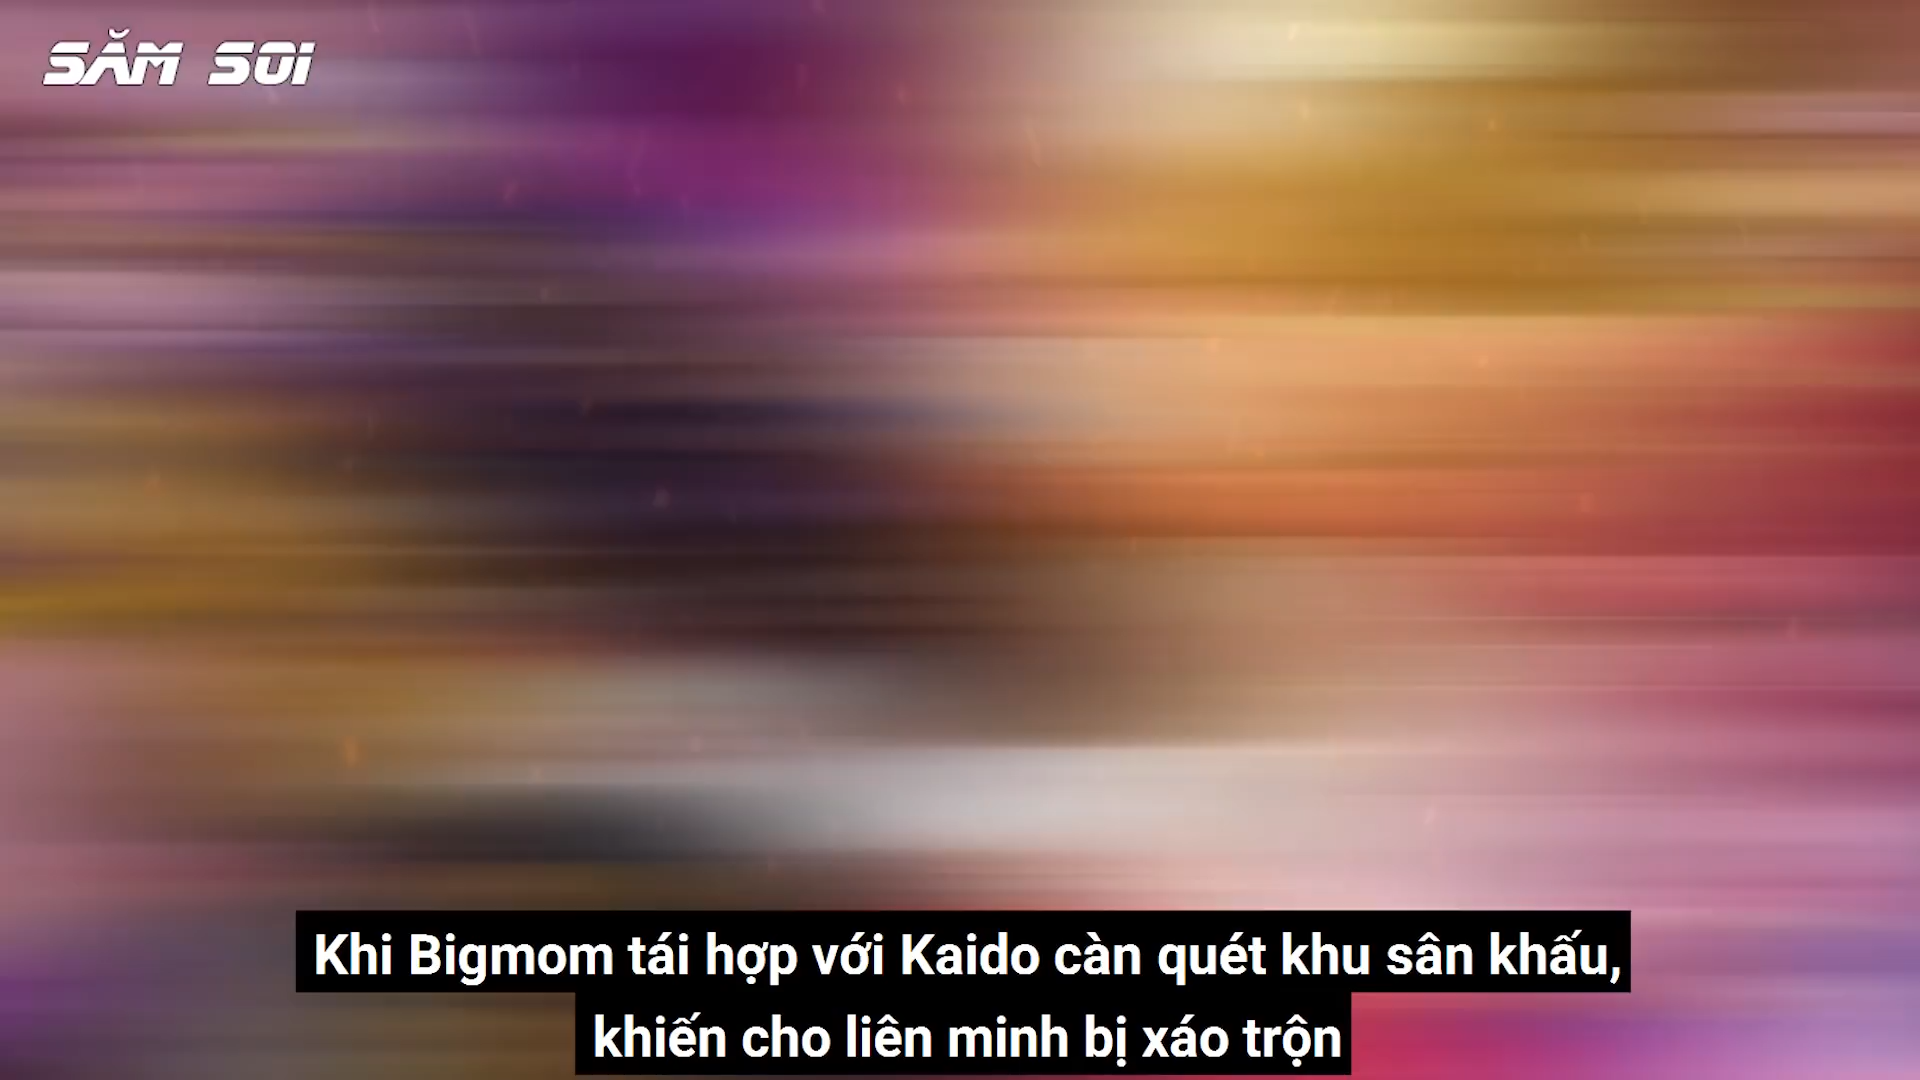 SĂM SOI
Khi Bigmom tái hợp với Kaido càn quét khu sân khấu,
khiến cho liên minh bị xáo trộn